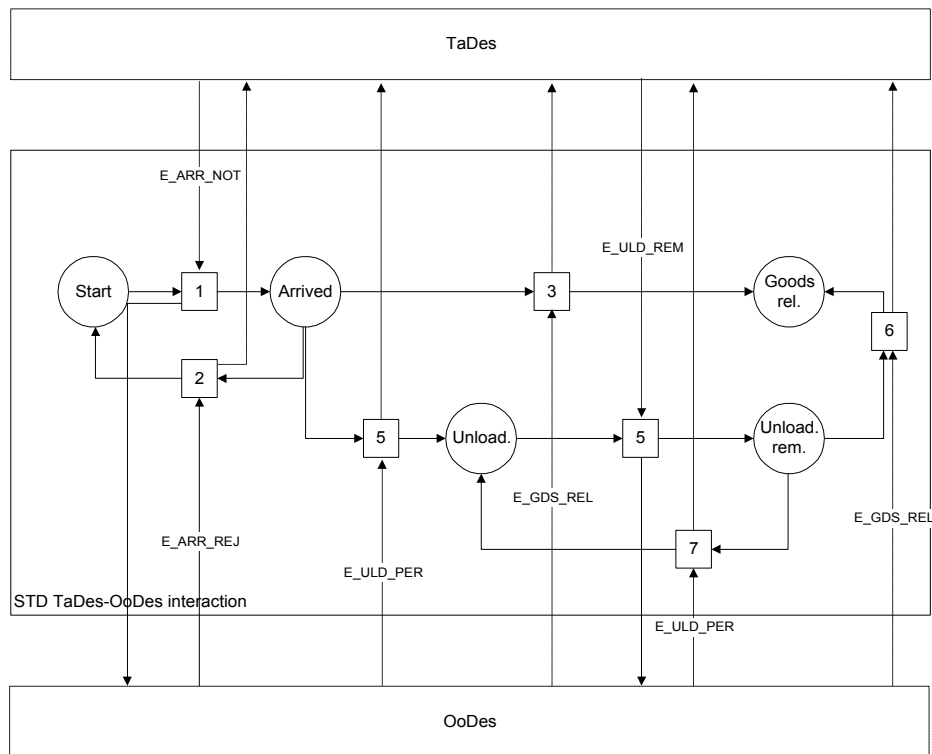 TaDes
E_ARR_NOT
E_ULD_REM
Start
1
Arrived
3
Goods
rel.
6
2
5
Unload.
5
Unload.
rem.
E_GDS_REL
E_GDS_REL
E_ARR_REJ
7
E_ULD_PER
STD TaDes-OoDes interaction
E_ULD_PER
OoDes